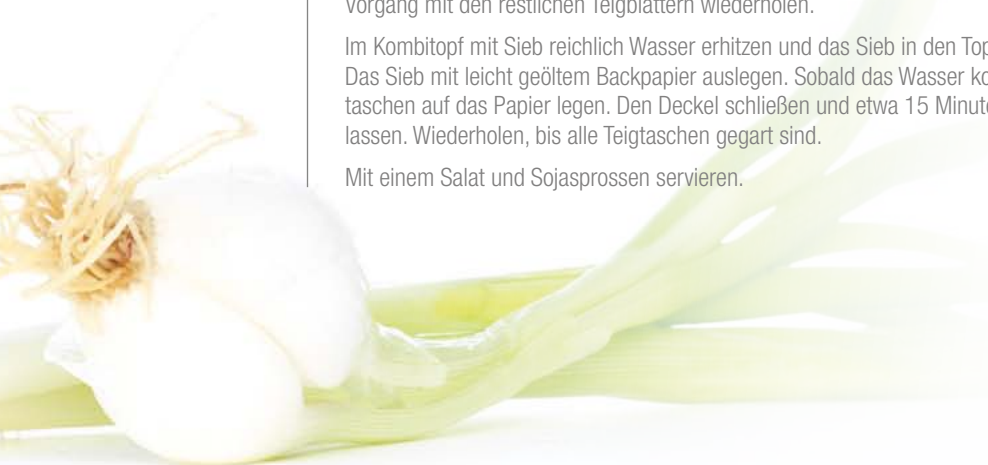 Vorgang mit den restlichen Teigblättern wiederholen.
Im Kombitopf mit Sieb reichlich Wasser erhitzen und das Sieb in den Top
Das Sieb mit leicht geöltem Backpapier auslegen. Sobald das Wasser ko
taschen auf das Papier legen. Den Deckel schließen und etwa 15 Minute
lassen. Wiederholen, bis alle Teigtaschen gegart sind.
Mit einem Salat und Sojasprossen servieren.